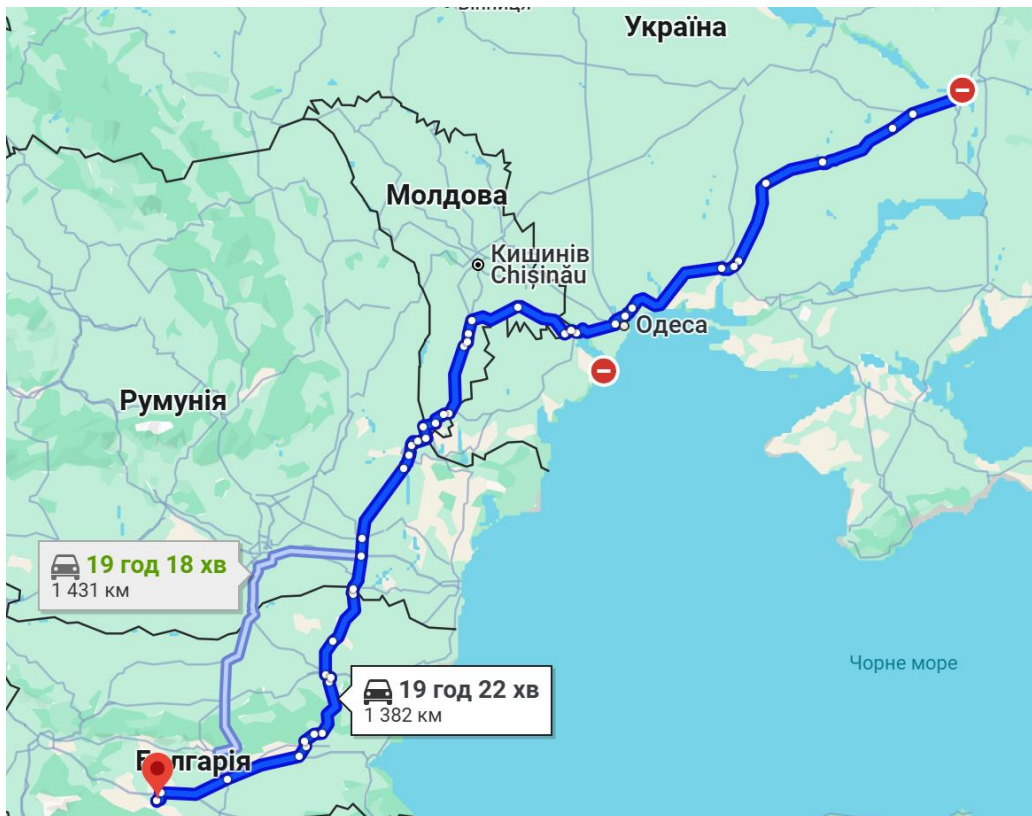 Україна
Молдова
Кишинів
Chișinău
Одеса
Румунія
19 год 18 хв
1 431 км
19 год 22 хв
1 382 км
Чорне море
Болгарія